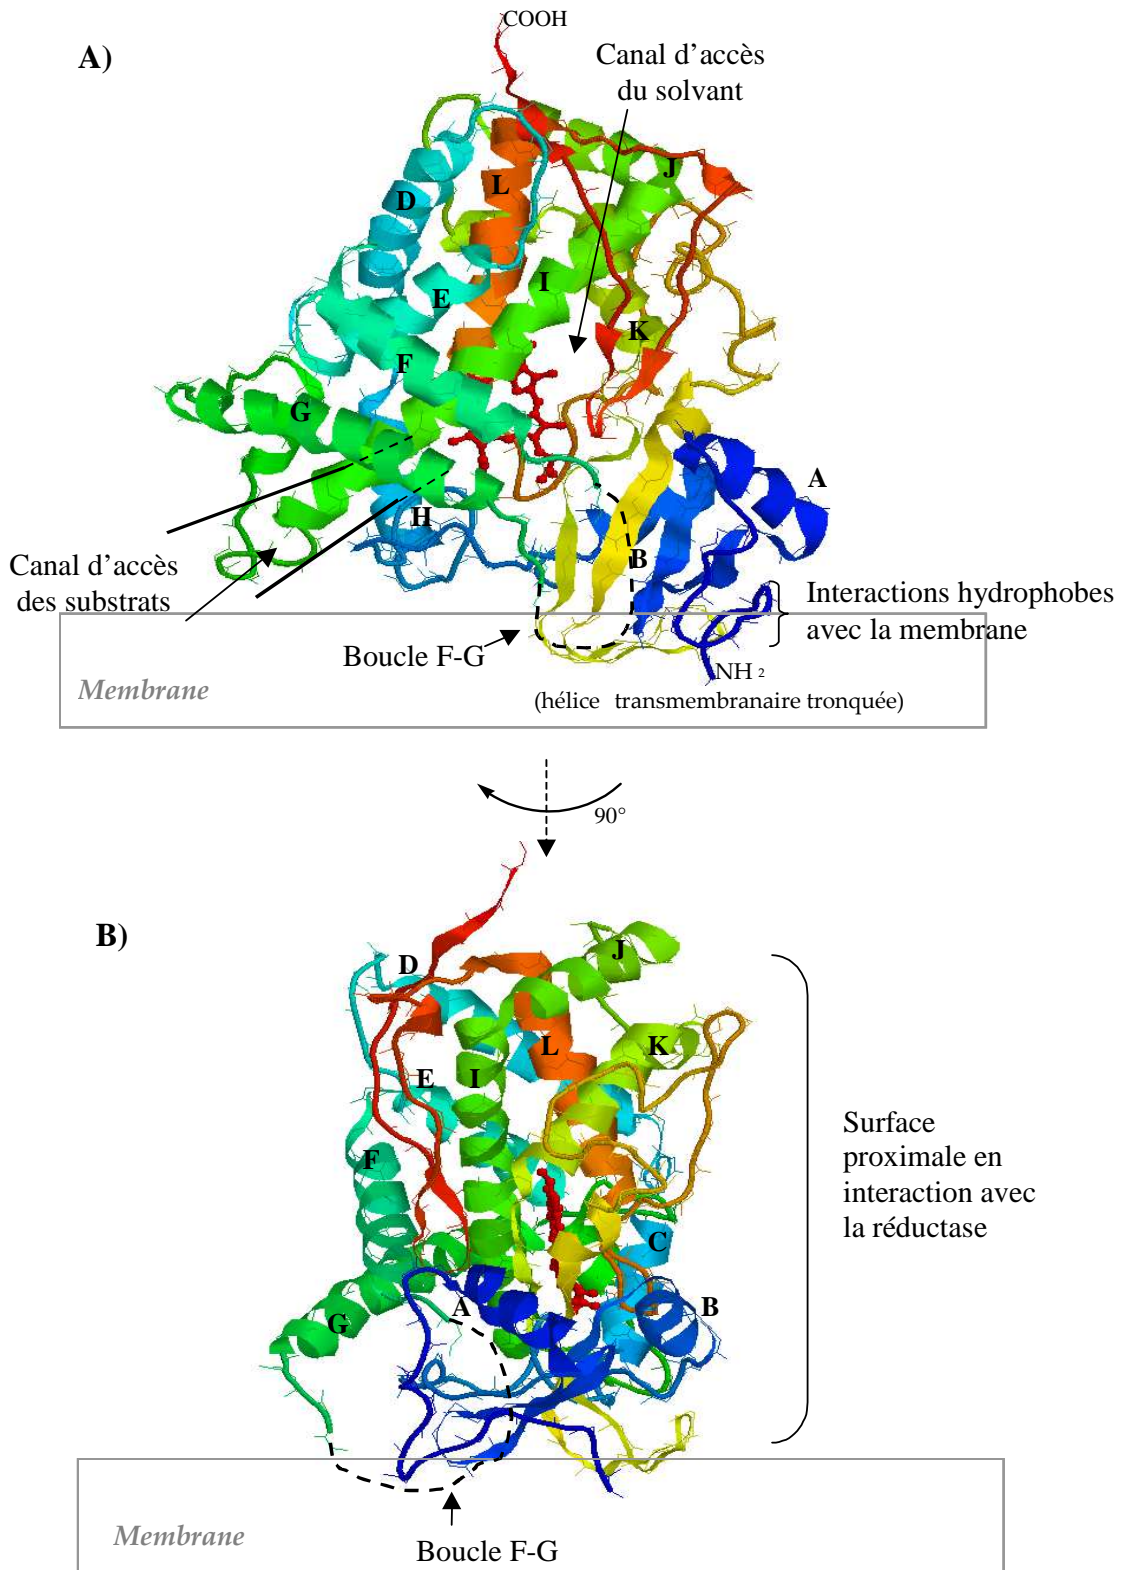 COOH
A)
Canal d’accès
du solvant
J
L
D
I
E
K
F
G
A
H
B
Canal d’accès
des substrats
Interactions hydrophobes
avec la membrane
Boucle F-G
NH 2
Membrane
(hélice transmembranaire tronquée)
90°
B)
D
J
L
K
E
I
F
Surface
proximale en
interaction avec
la réductase
C
A
B
G
Membrane
Boucle F-G